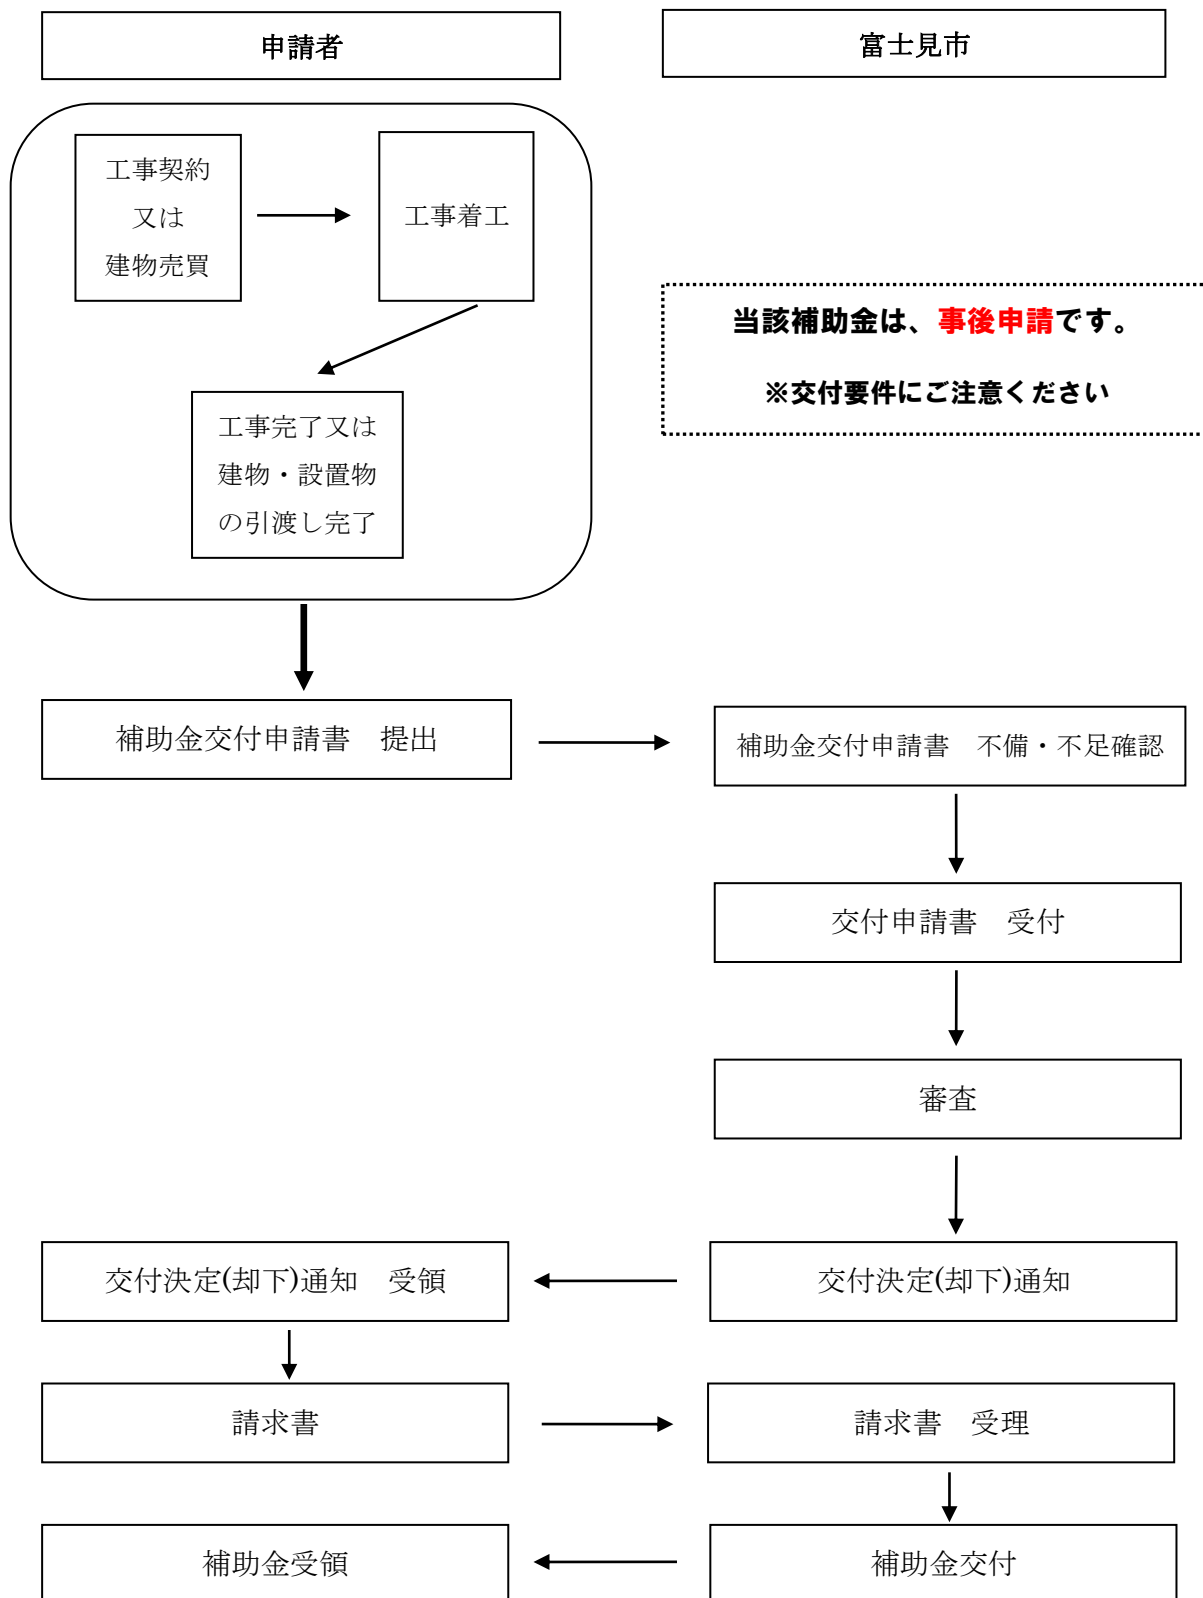 申請者
富士見市
工事契約
又は
建物売買
工事着工
当該補助金は、事後申請です。
※交付要件にご注意ください
工事完了又は
建物・設置物
の引渡し完了
補助金交付申請書　提出
補助金交付申請書　不備・不足確認
交付申請書　受付
審査
交付決定(却下)通知　受領
交付決定(却下)通知
請求書
請求書　受理
補助金受領
補助金交付